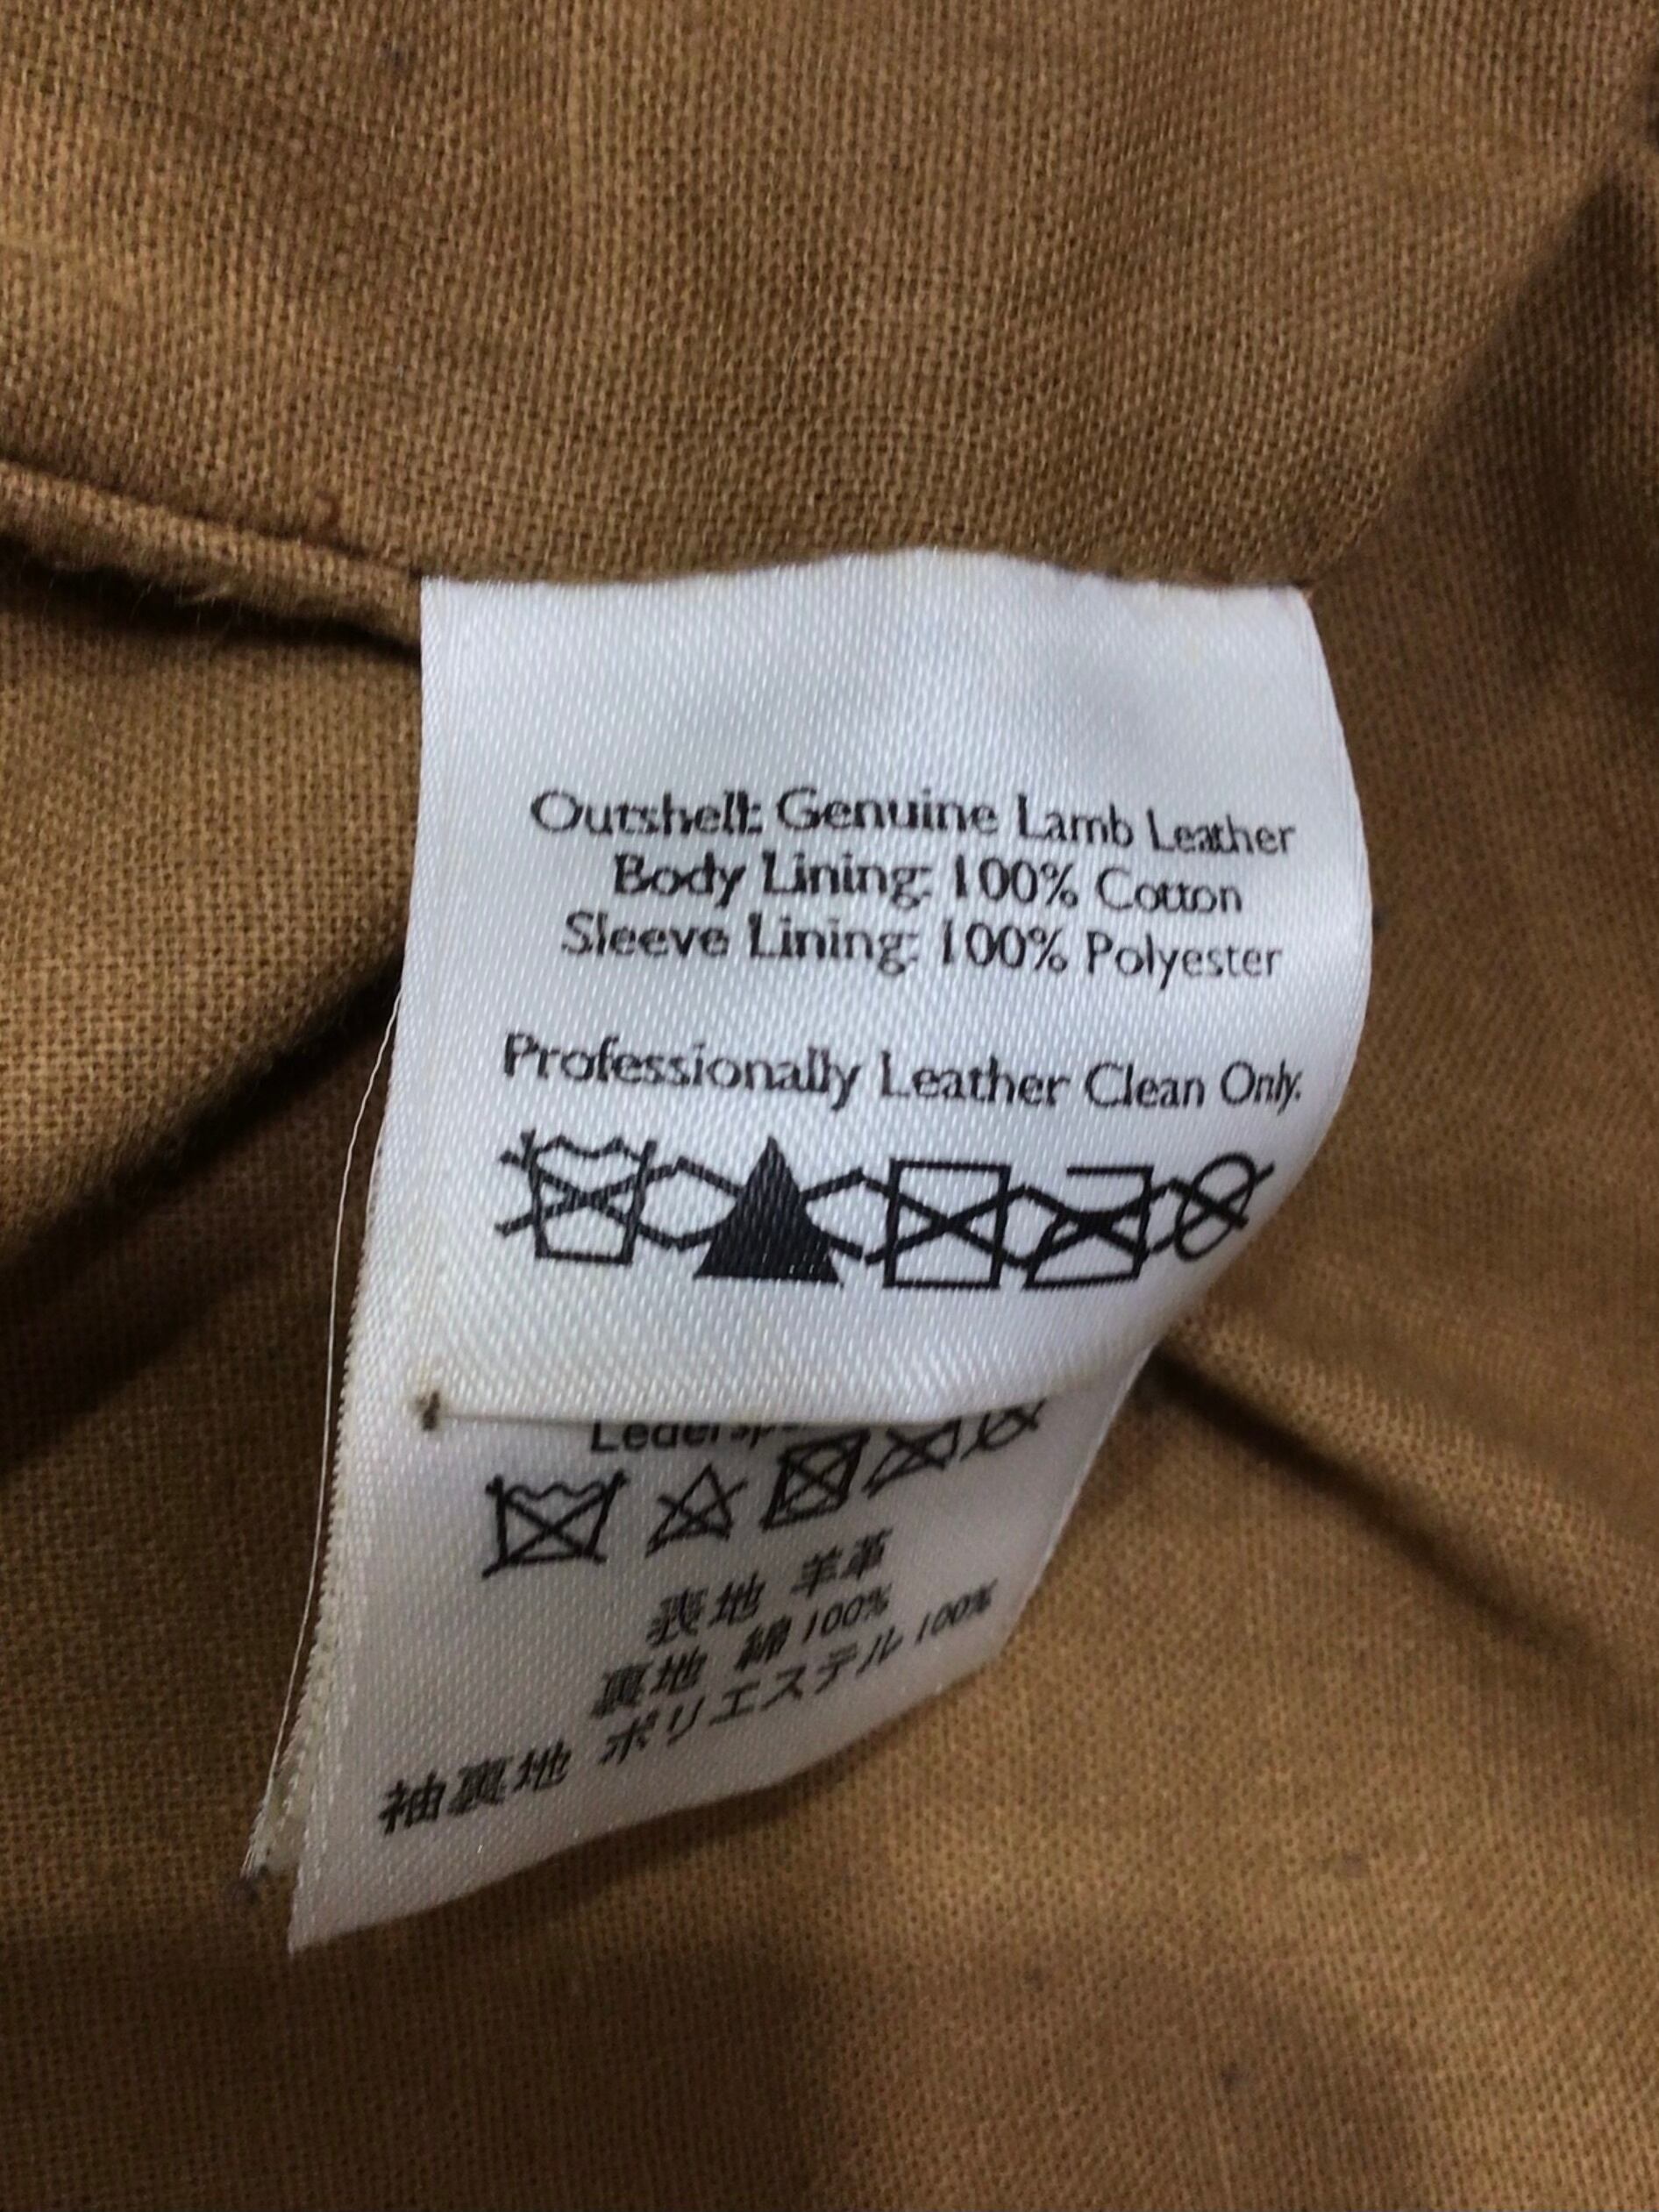 Outshell: Genuine Lamb Leather
Body Lining: 100% Cotton
Sleeve Lining: 100% Polyester
Professionally Leather Clean Only.
表地 羊革
裏地 綿 100%
袖裏地 ポリエステル 100%